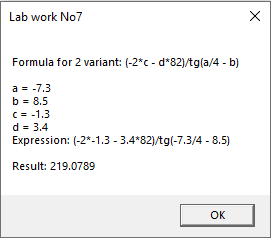 Lab work No7
Formula for 2 variant: (-2*c - d*82)/tg(a/4 - b)
a = -7.3
b = 8.5
c = -1.3
d = 3.4
Expression: (-2*-1.3 - 3.4*82)/tg(-7.3/4 - 8.5)
Result: 219.0789
OK